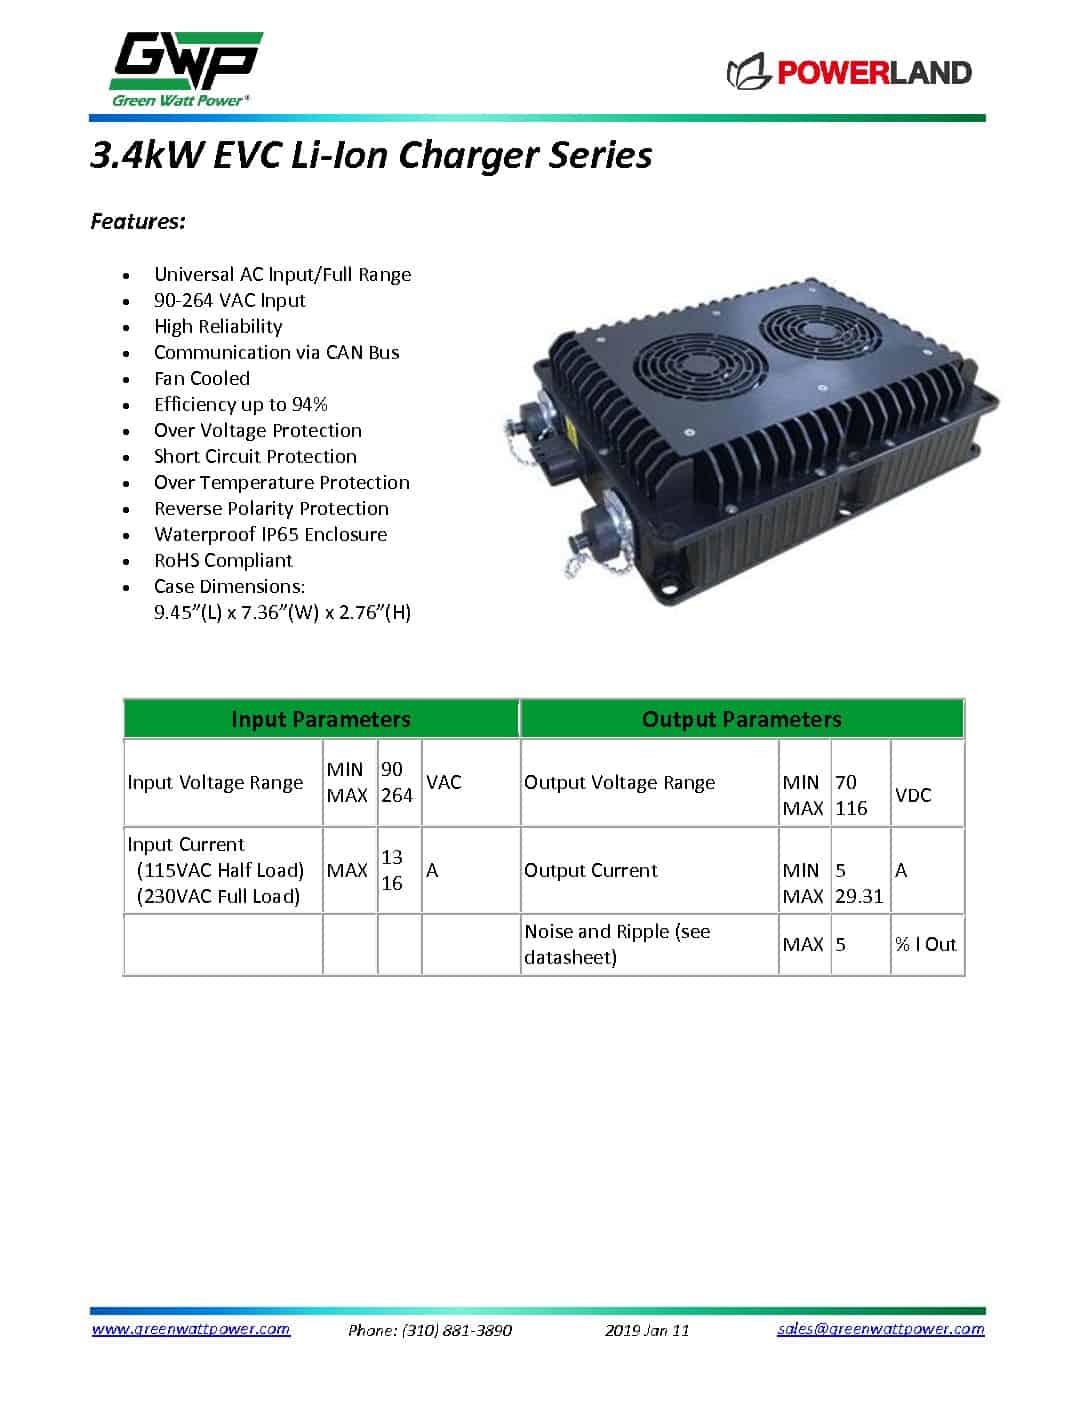 GWP
Green Watt Power®
POWERLAND
3.4kW EVC Li-Ion Charger Series
Features:
• Universal AC Input/Full Range
• 90-264 VAC Input
• High Reliability
• Communication via CAN Bus
• Fan Cooled
• Efficiency up to 94%
• Over Voltage Protection
• Short Circuit Protection
• Over Temperature Protection
• Reverse Polarity Protection
• Waterproof IP65 Enclosure
• RoHS Compliant
• Case Dimensions:
9.45”(L) x 7.36”(W) x 2.76”(H)
Input Parameters Output Parameters
Input Voltage Range MIN 90 VAC
MAX 264
Output Voltage Range MIN 70 VDC
MAX 116
Input Current
(115VAC Half Load) MAX 13 A
(230VAC Full Load) 16
Output Current MIN 5 A
MAX 29.31
Noise and Ripple (see
datasheet) MAX 5 % I Out
www.greenwattpower.com Phone: (310) 881-3890 2019 Jan 11 sales@greenwattpower.com